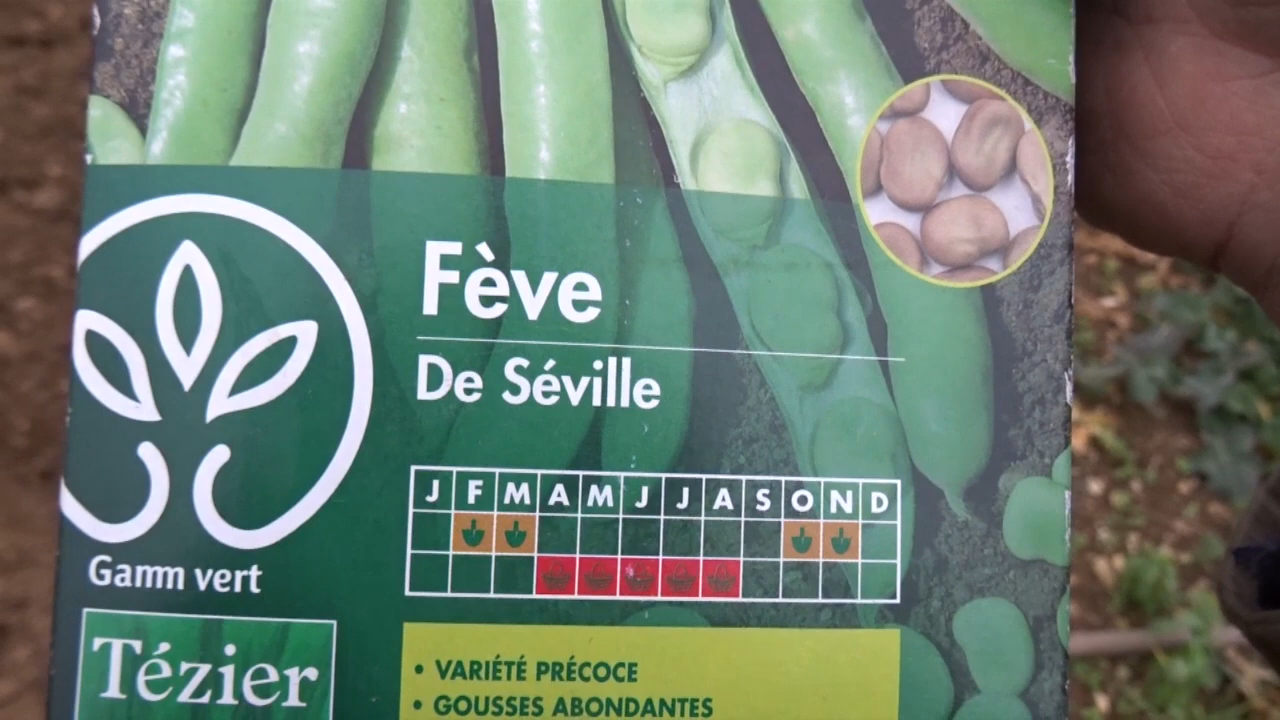 Fève
De Séville
J F M A M J J A S O N D
Gamm vert
Tézier
• VARIÉTÉ PRÉCOCE
• GOUSSES ABONDANTES